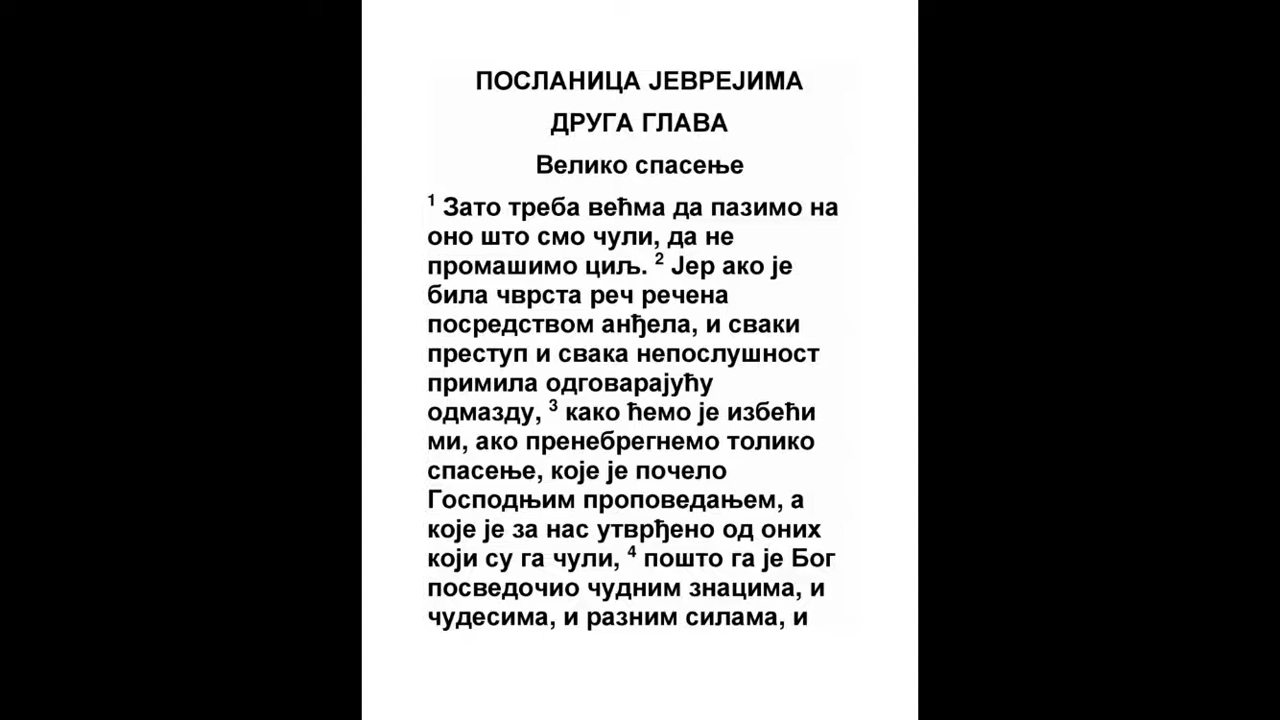 ПОСЛАНИЦА ЈЕВРЕЈИМА
ДРУГА ГЛАВА
Велико спасење
¹ Зато треба већма да пазимо на
оно што смо чули, да не
промашимо циљ. ² Јер ако је
била чврста реч речена
посредством анђела, и сваки
преступ и свака непослушност
примила одговарајућу
одмазду, ³ како ћемо је избећи
ми, ако пренебрегнемо толико
спасење, које је почело
Господњим проповедањем, а
које је за нас утврђено од оних
који су га чули, ⁴ пошто га је Бог
посведочио чудним знацима, и
чудесима, и разним силама, и